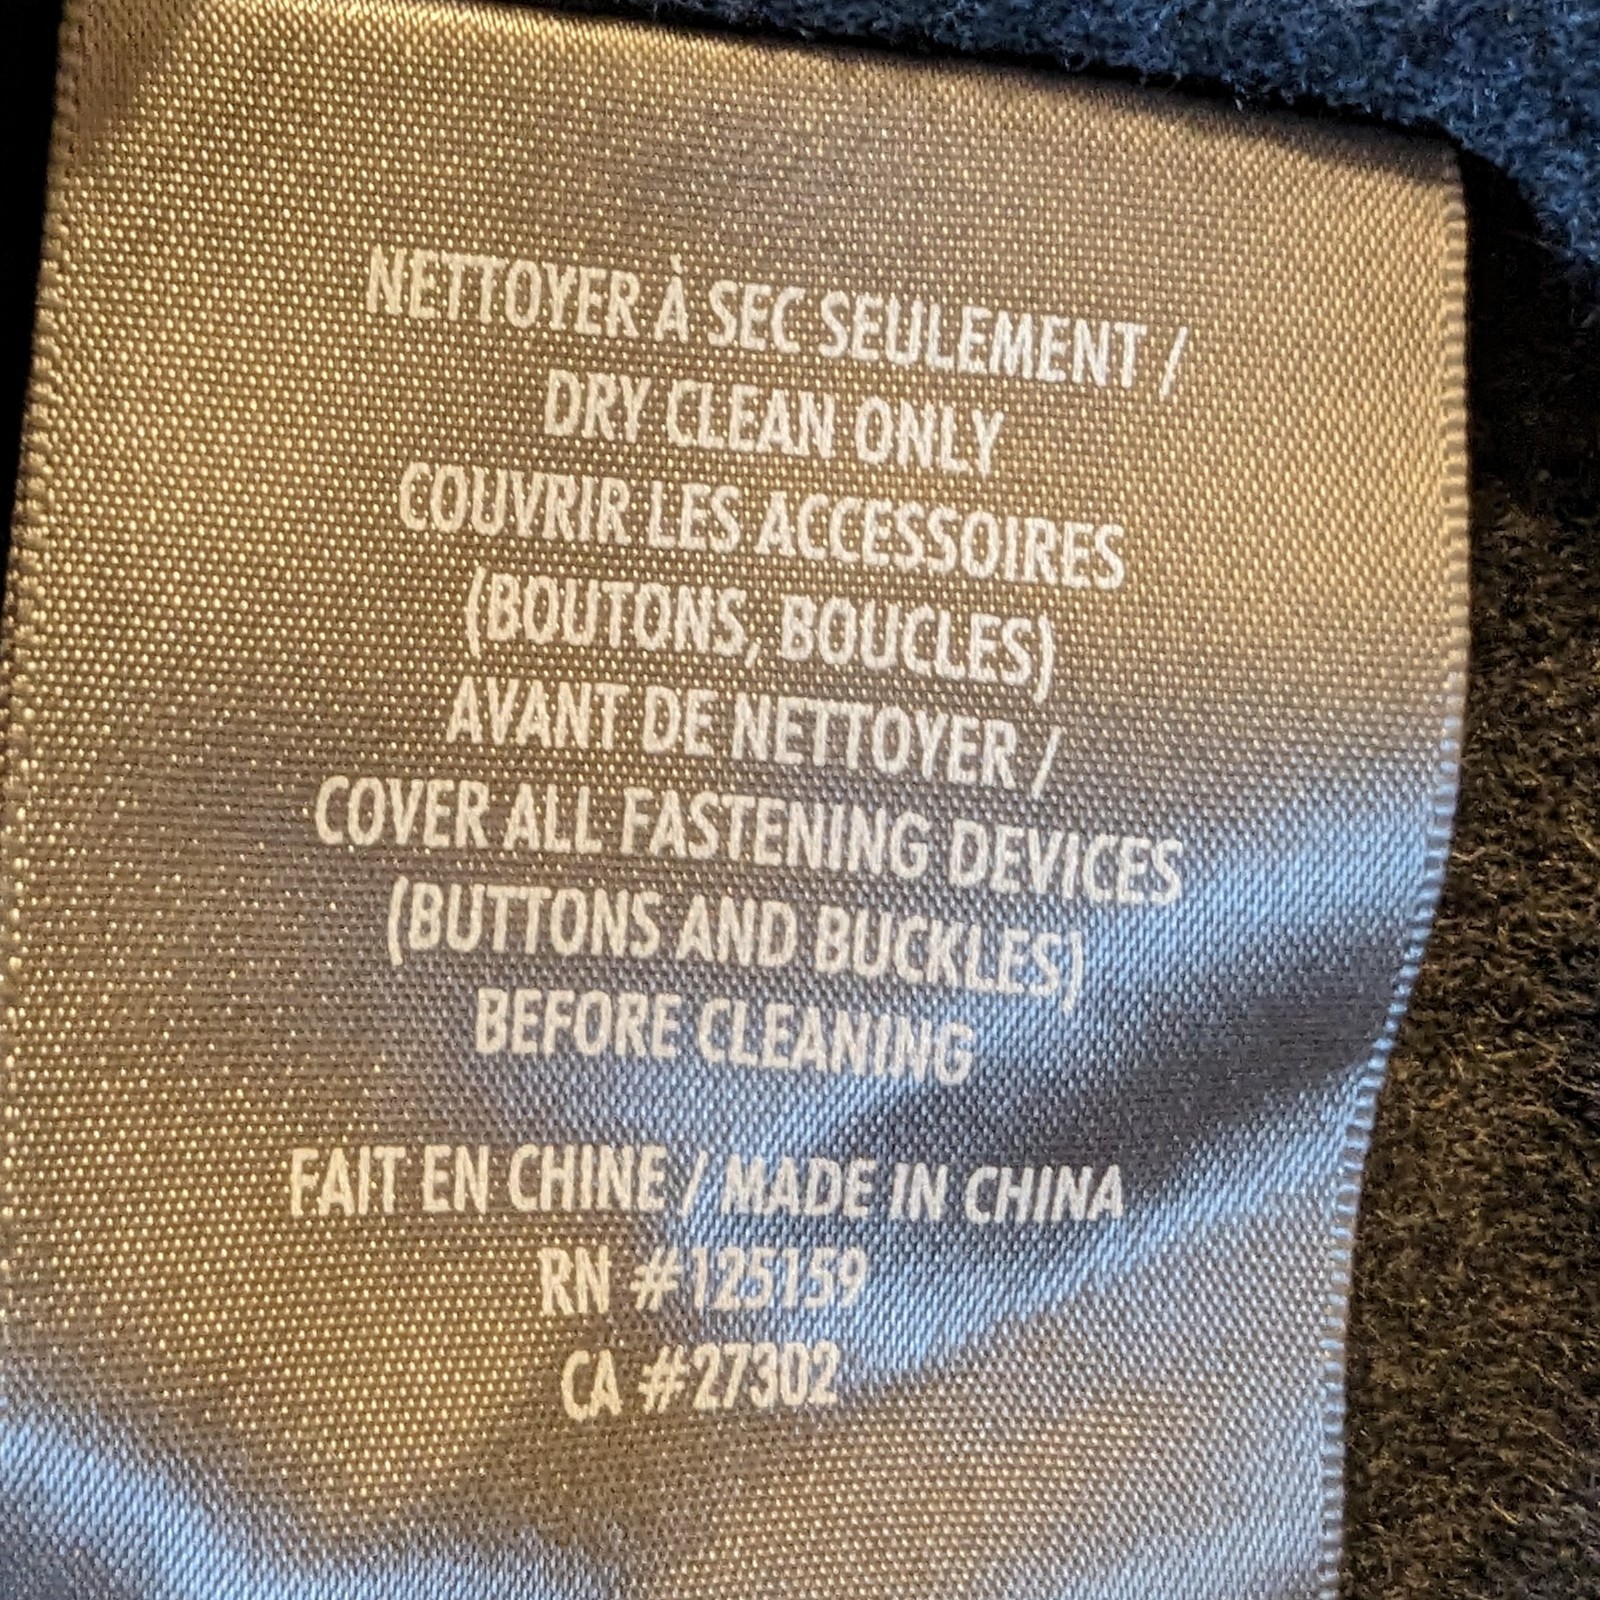 NETTOYER À SEC SEULEMENT /
DRY CLEAN ONLY
COUVRIR LES ACCESSOIRES
(BOUTONS, BOUCLES)
AVANT DE NETTOYER /
COVER ALL FASTENING DEVICES
(BUTTONS AND BUCKLES)
BEFORE CLEANING
FAIT EN CHINE / MADE IN CHINA
RN #125159
CA #27302